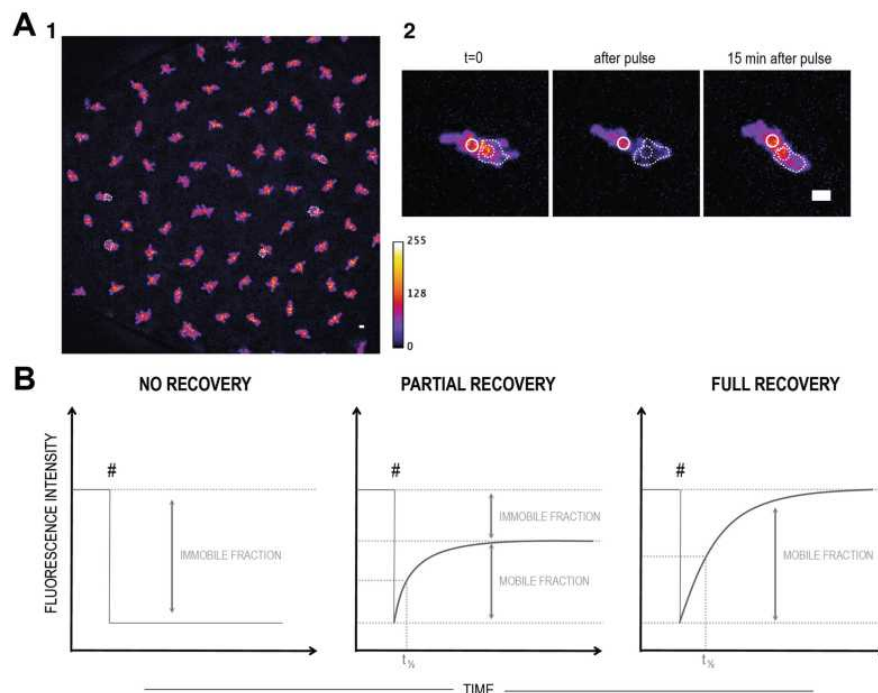 A
1
2
t=0
after pulse
15 min after pulse
255
128
0
B
NO RECOVERY
PARTIAL RECOVERY
FULL RECOVERY
FLUORESCENCE INTENSITY
#
IMMOBILE FRACTION
#
IMMOBILE FRACTION
MOBILE FRACTION
t½
#
MOBILE FRACTION
t½
TIME